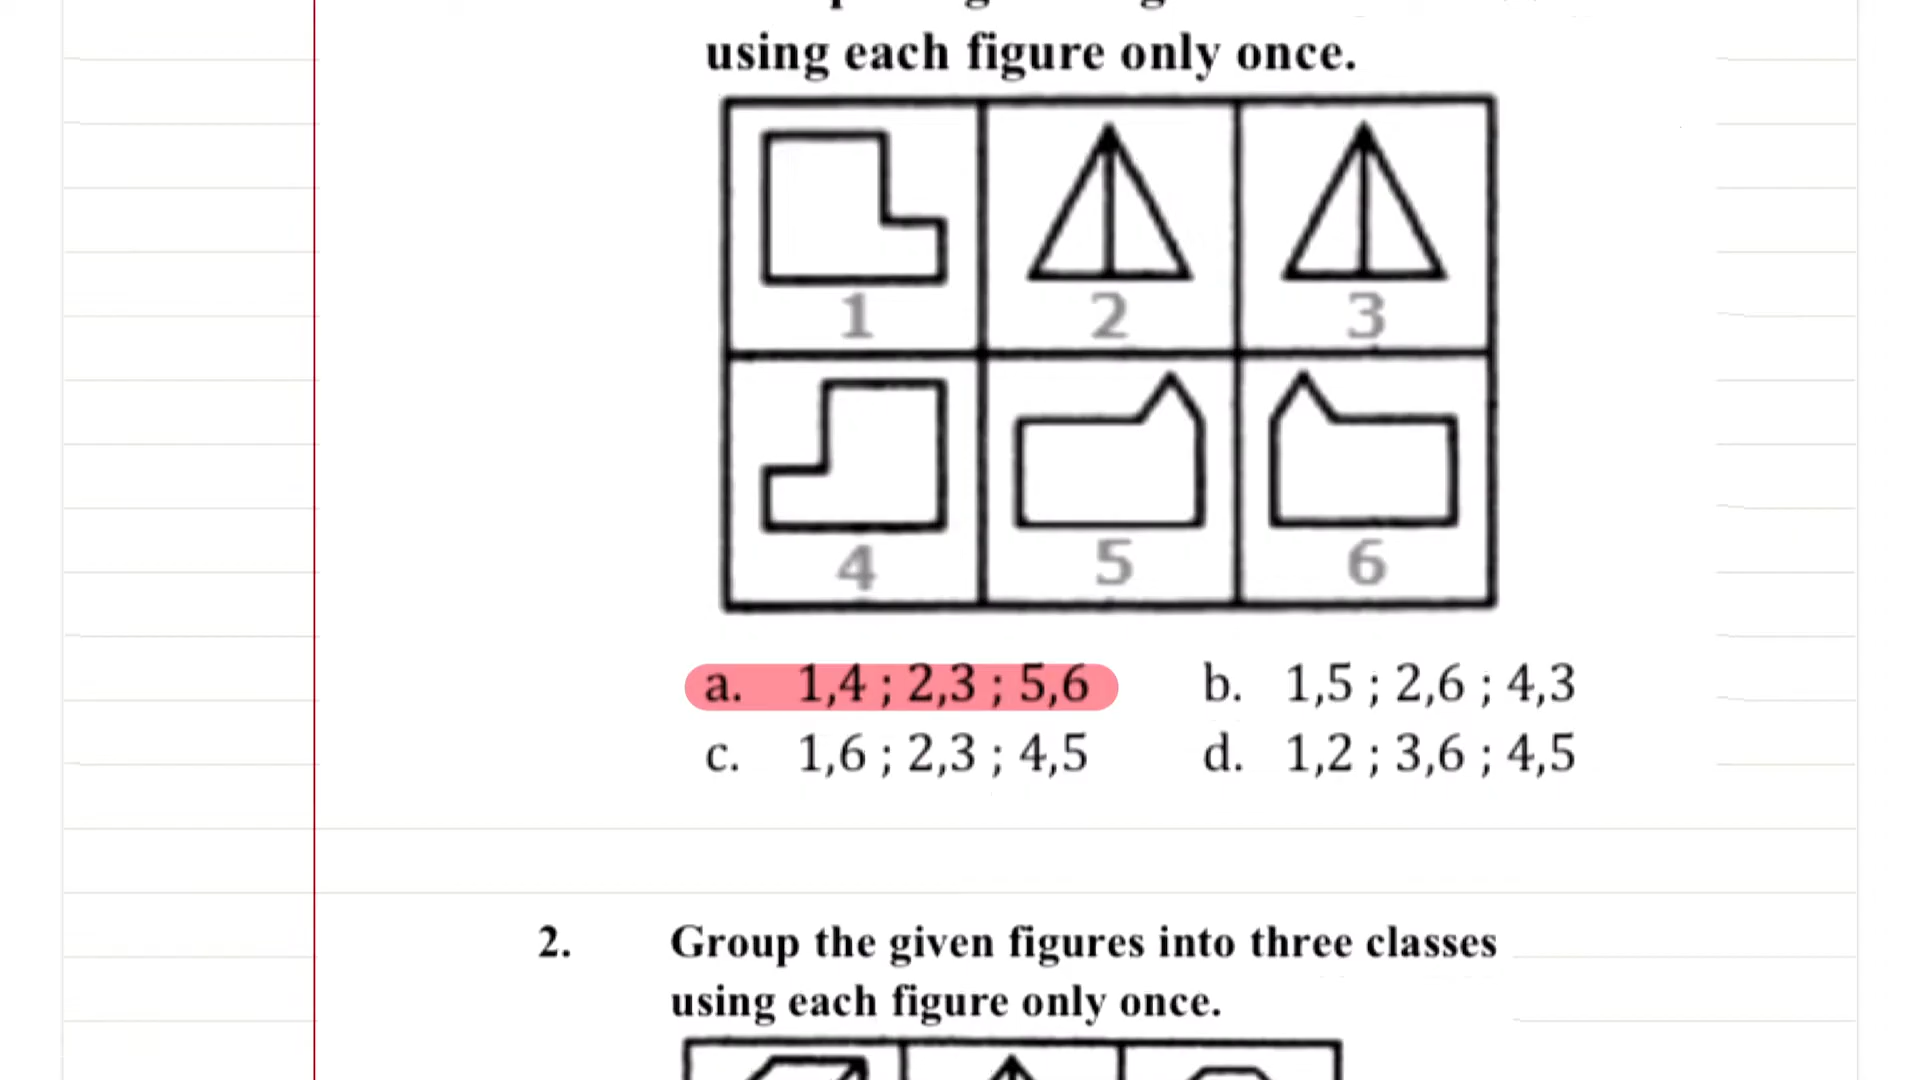 using each figure only once.
1 2 3
4 5 6
a. 1,4 ; 2,3 ; 5,6 b. 1,5 ; 2,6 ; 4,3
c. 1,6 ; 2,3 ; 4,5 d. 1,2 ; 3,6 ; 4,5
2. Group the given figures into three classes
using each figure only once.